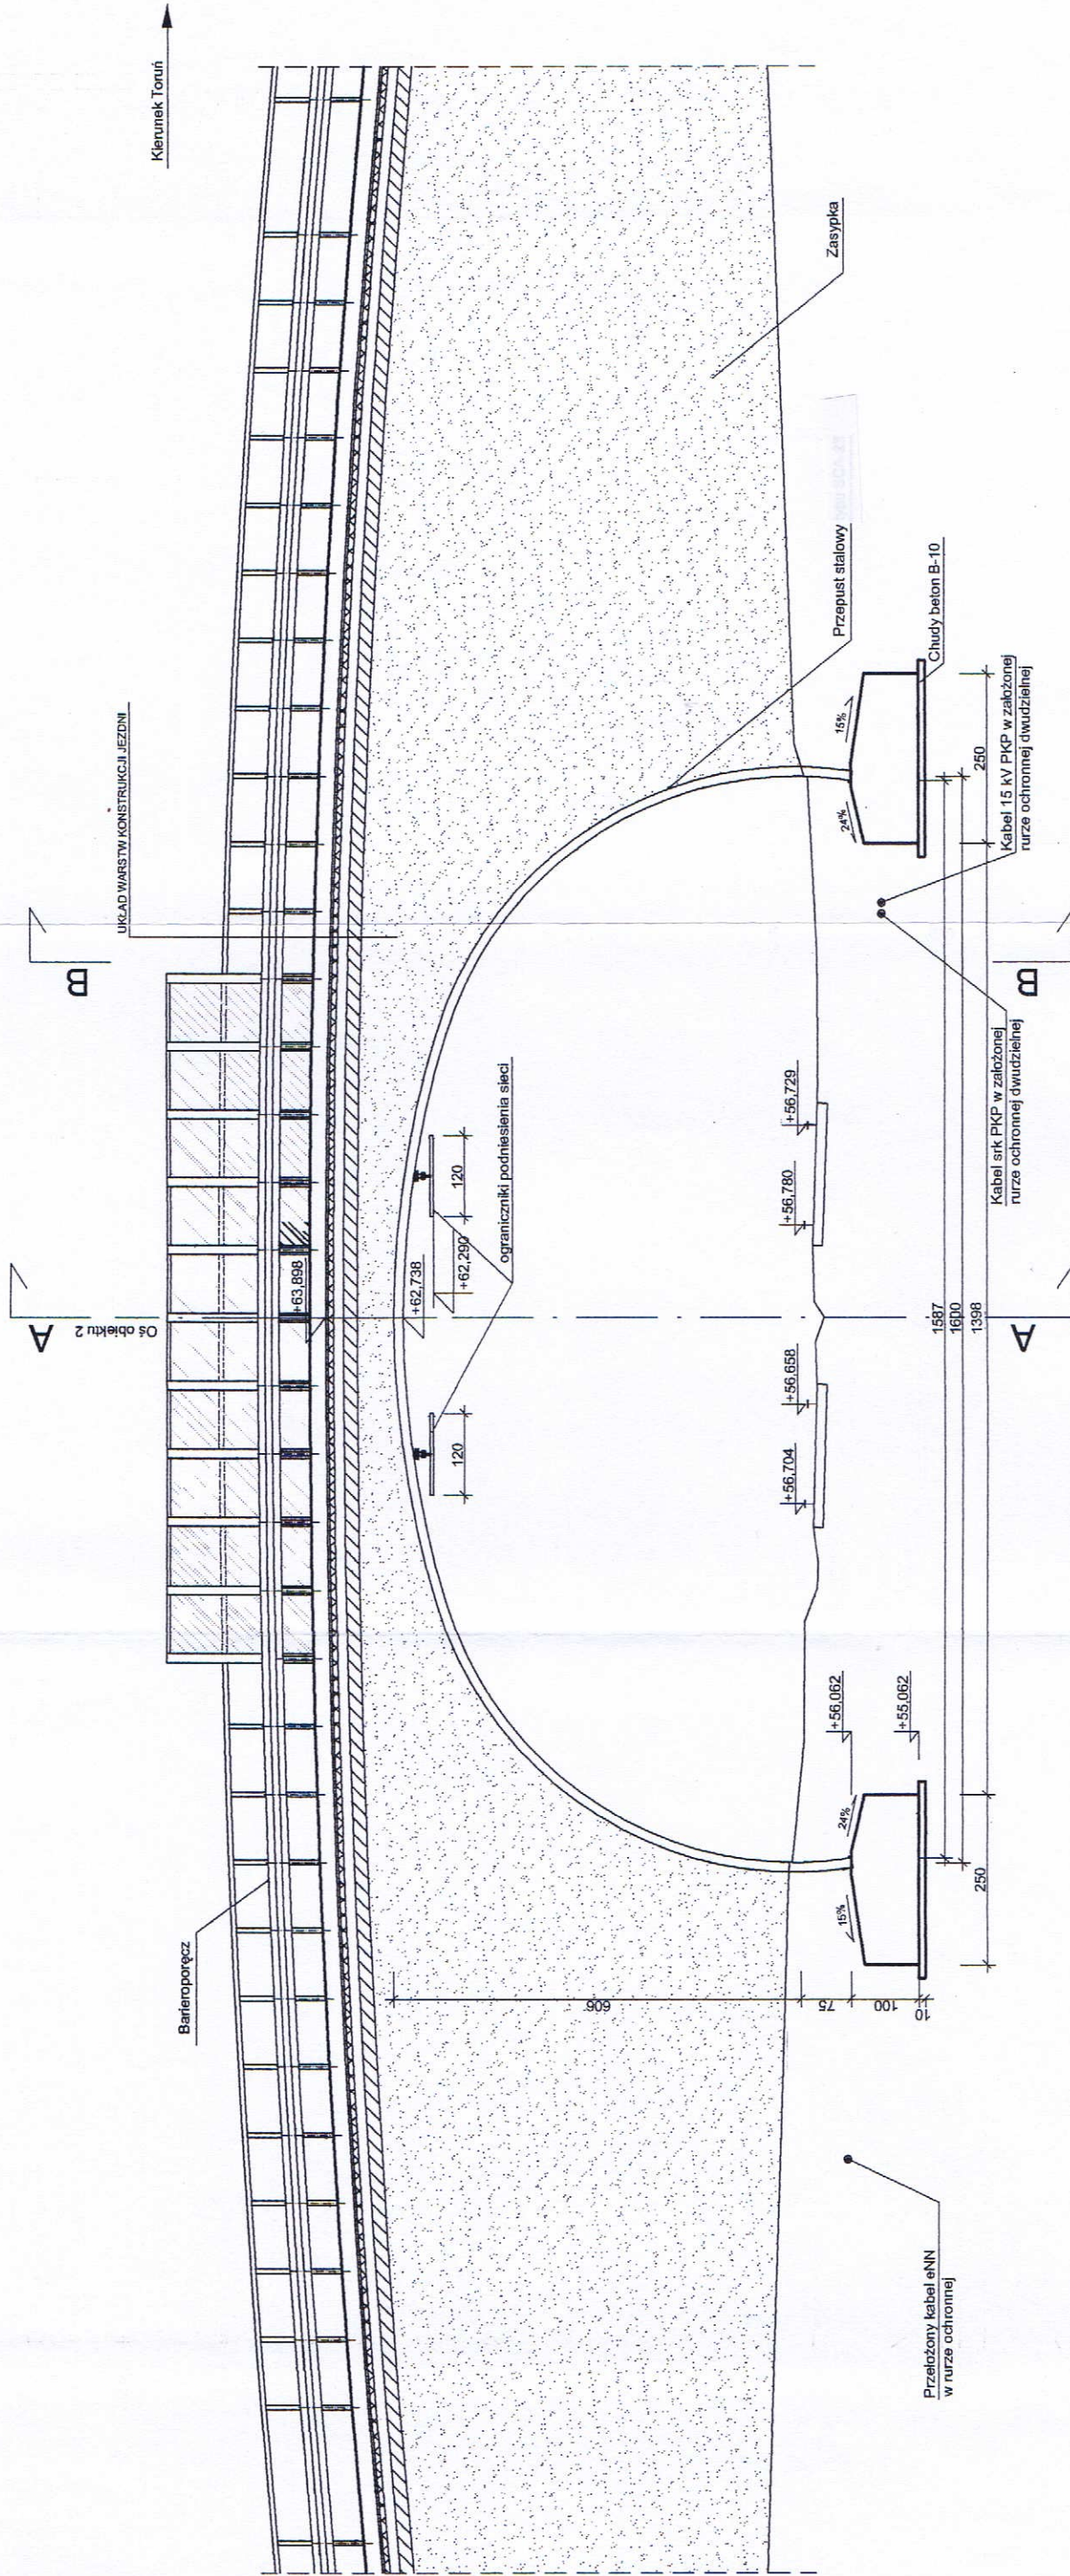 Kierunek Toruń
UKŁAD WARSTW KONSTRUKCJI JEZDNI
Barieroporęcz
B
A
Oś obiektu 2
+63,898
+62,738
+62,290
120
120
ograniczniki podniesienia sieci
Zasypka
Przepust stalowy
+56,704
+56,658
+56,780
+56,729
606
75
100
10
+56,062
+55,062
15%
24%
24%
15%
250
250
Chudy beton B-10
Kabel 15 kV PKP w założonej
rurze ochronnej dwudzielnej
Kabel srk PKP w założonej
rurze ochronnej dwudzielnej
Przełożony kabel eNN
w rurze ochronnej
1587
1600
1398
A
B